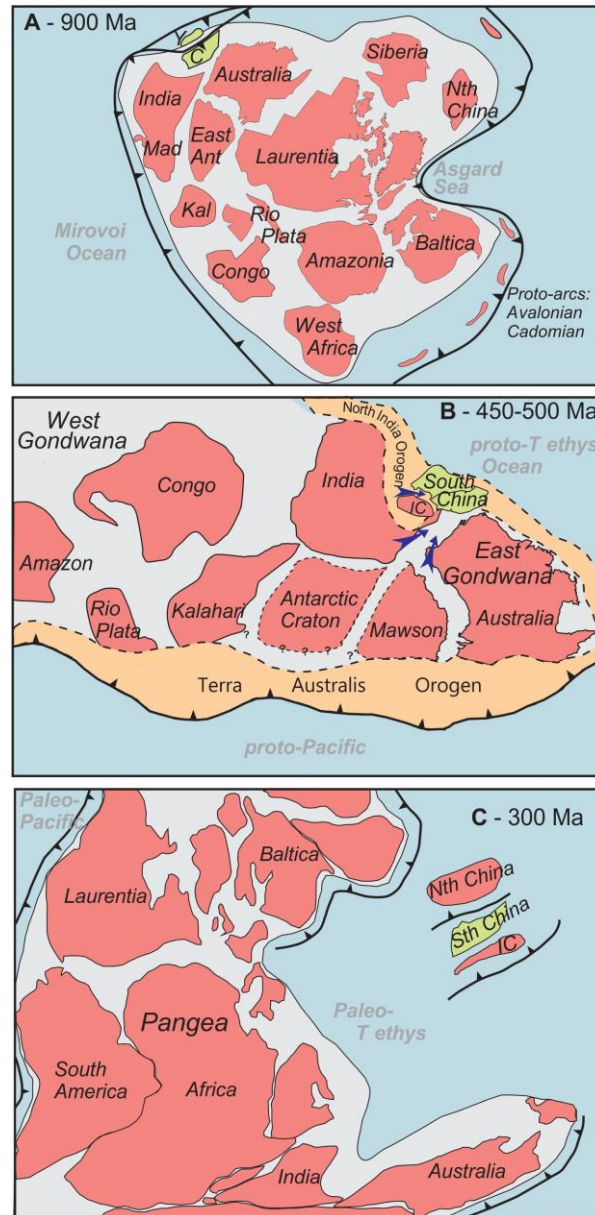 A - 900 Ma
Y
C
Australia
Siberia
India
Nth
China
East
Ant
Mad
Laurentia
Asgard
Sea
Kal
Rio
Plata
Mirovoi
Ocean
Baltica
Congo
Amazonia
West
Africa
Proto-arcs:
Avalonian
Cadomian
B - 450-500 Ma
West
Gondwana
North India Orogen
proto-T ethys
Ocean
Congo
India
South
China
IC
Amazon
East
Gondwana
Rio
Plata
Kalahari
Antarctic
Craton
Mawson
Australia
? ? ? ? ?
Terra Australis Orogen
proto-Pacific
C - 300 Ma
Paleo-
Pacific
Baltica
Laurentia
Nth China
Sth China
IC
Pangea
Paleo-
T ethys
South
America
Africa
India
Australia